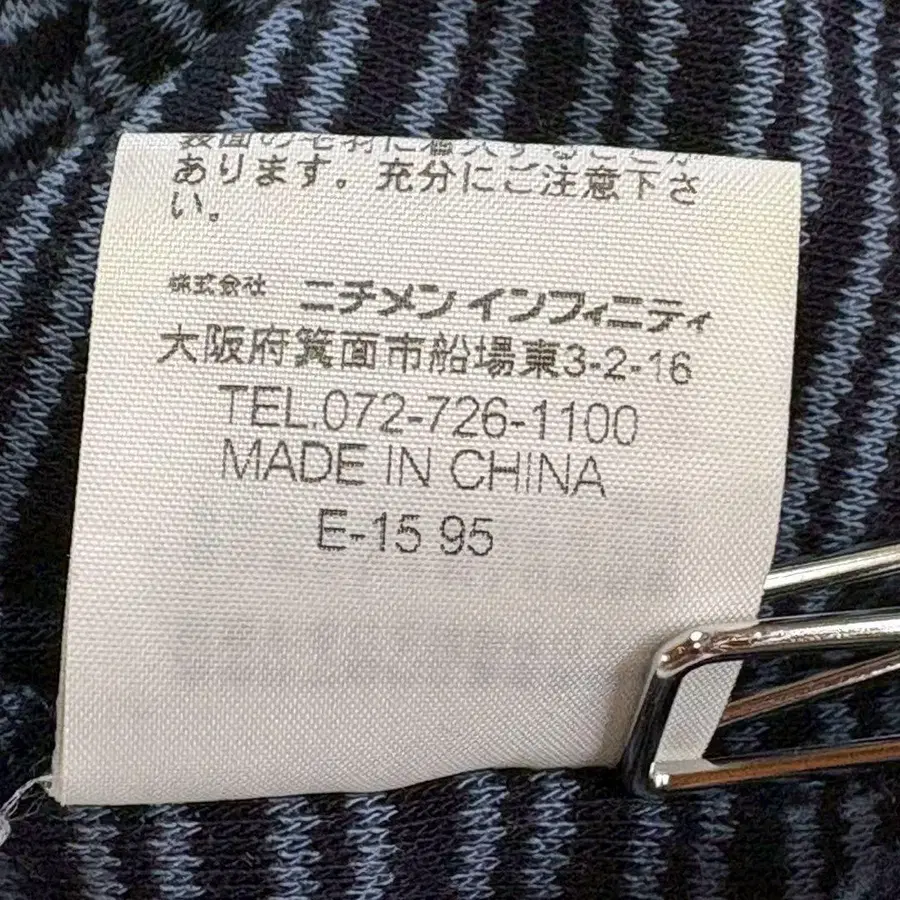 あります。充分にご注意下さ
い。
株式会社 ニチメンインフィニティ
大阪府箕面市船場東3-2-16
TEL.072-726-1100
MADE IN CHINA
E-15 95